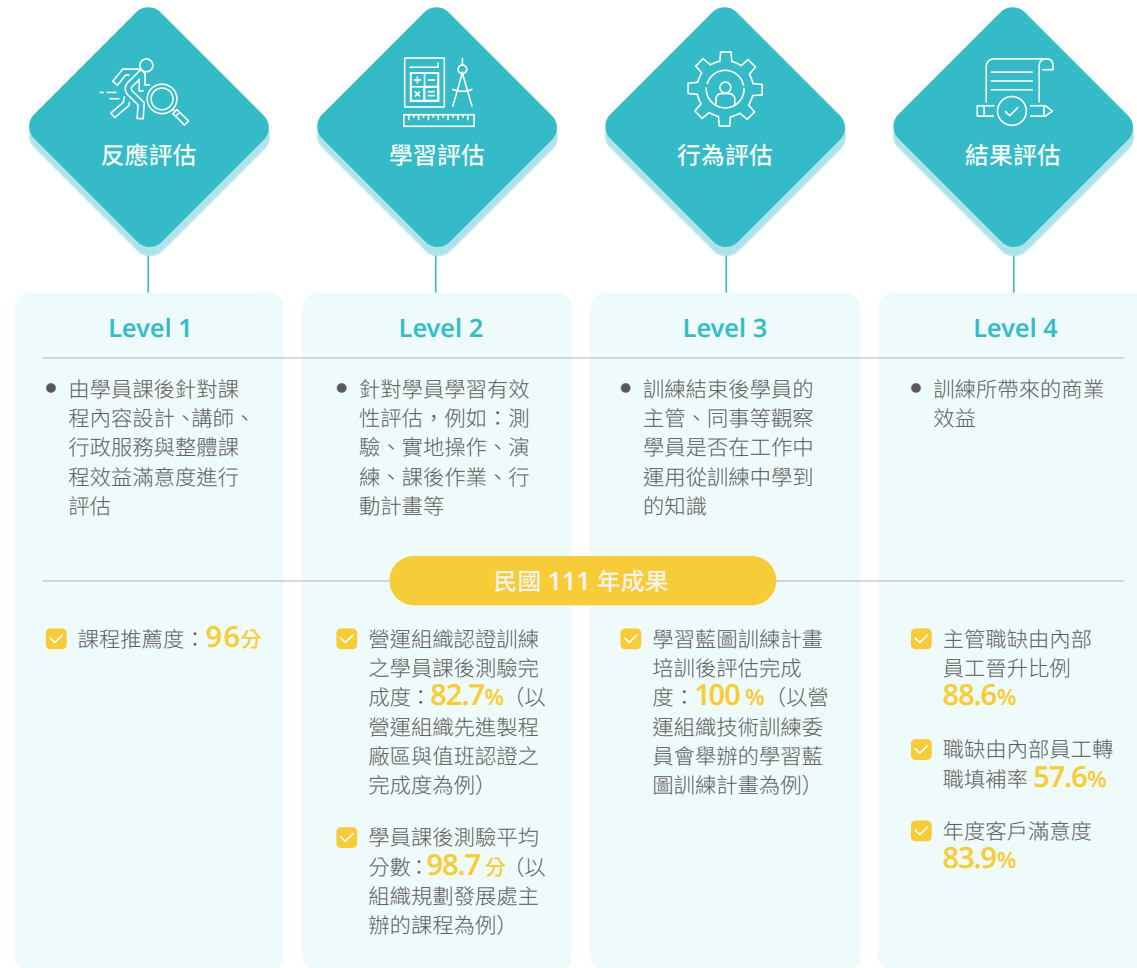 反應評估
學習評估
行為評估
結果評估
Level 1
Level 2
Level 3
Level 4
• 由學員課後針對課
程內容設計、講師、
行政服務與整體課
程效益滿意度進行
評估
• 針對學員學習有效
性評估，例如：測
驗、實地操作、演
練、課後作業、行
動計畫等
• 訓練結束後學員的
主管、同事等觀察
學員是否在工作中
運用從訓練中學到
的知識
• 訓練所帶來的商業
效益
民國 111 年成果
課程推薦度：96分
營運組織認證訓練
之學員課後測驗完
成度：82.7%（以
營運組織先進製程
廠區與值班認證之
完成度為例）
學員課後測驗平均
分數：98.7 分（以
組織規劃發展處主
辦的課程為例）
學習藍圖訓練計畫
培訓後評估完成
度：100 %（以營
運組織技術訓練委
員會舉辦的學習藍
圖訓練計畫為例）
主管職缺由內部
員工晉升比例
88.6%
職缺由內部員工轉
職填補率 57.6%
年度客戶滿意度
83.9%